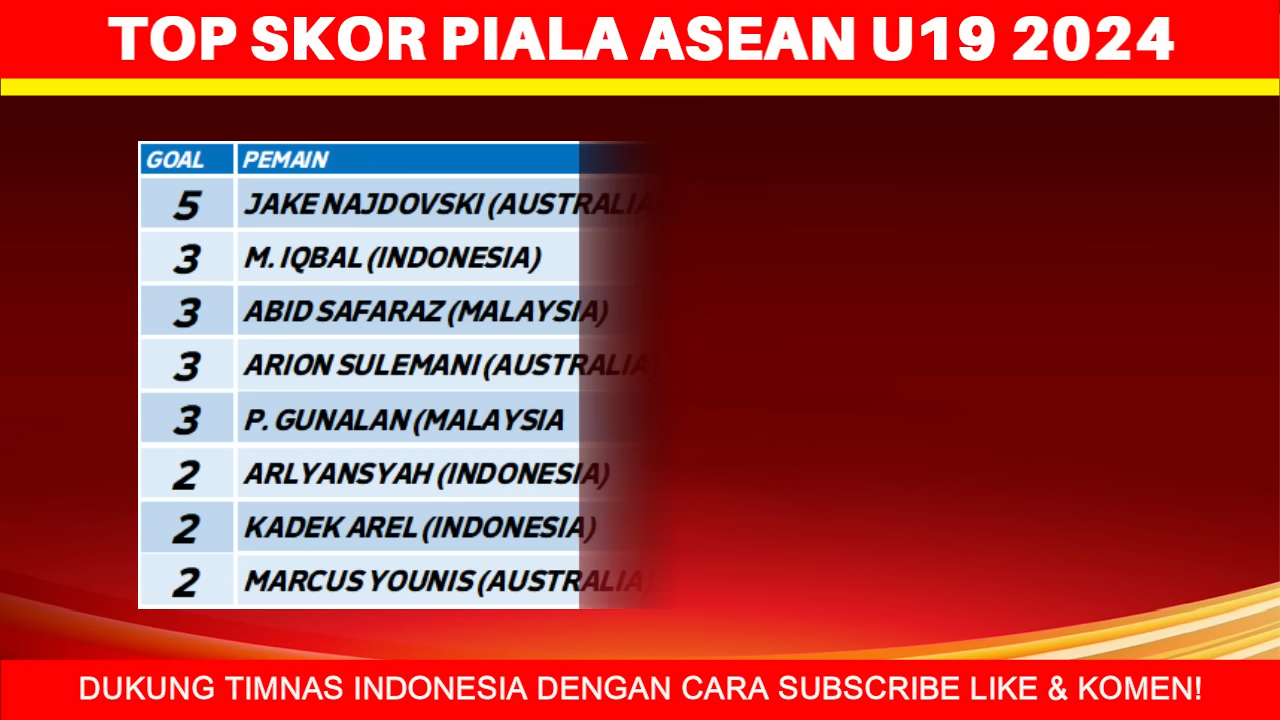 TOP SKOR PIALA ASEAN U19 2024
GOAL PEMAIN
5 JAKE NAJDOVSKI (AUSTRALIA
3 M. IQBAL (INDONESIA)
3 ABID SAFARAZ (MALAYSIA)
3 ARION SULEMANI (AUSTRALIA)
3 P. GUNALAN (MALAYSIA
2 ARLYANSYAH (INDONESIA)
2 KADEK AREL (INDONESIA)
2 MARCUS YOUNIS (AUSTRALIA)
DUKUNG TIMNAS INDONESIA DENGAN CARA SUBSCRIBE LIKE & KOMEN!